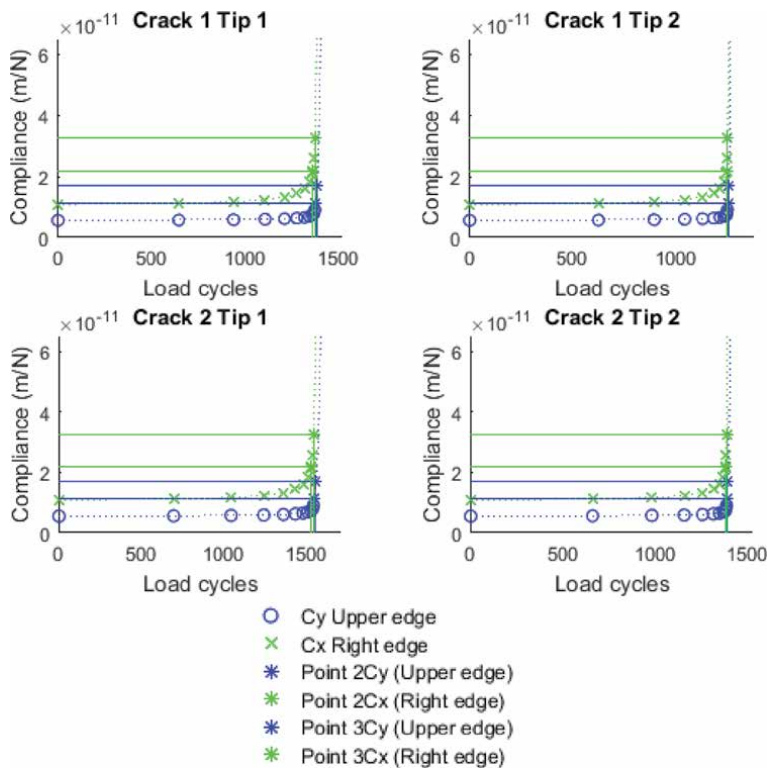 ×10⁻¹¹ Crack 1 Tip 1
Compliance (m/N)
6
4
2
0
0 500 1000 1500
Load cycles
×10⁻¹¹ Crack 1 Tip 2
Compliance (m/N)
6
4
2
0
0 500 1000
Load cycles
×10⁻¹¹ Crack 2 Tip 1
Compliance (m/N)
6
4
2
0
0 500 1000 1500
Load cycles
×10⁻¹¹ Crack 2 Tip 2
Compliance (m/N)
6
4
2
0
0 500 1000 1500
Load cycles
Cy Upper edge
Cx Right edge
Point 2Cy (Upper edge)
Point 2Cx (Right edge)
Point 3Cy (Upper edge)
Point 3Cx (Right edge)